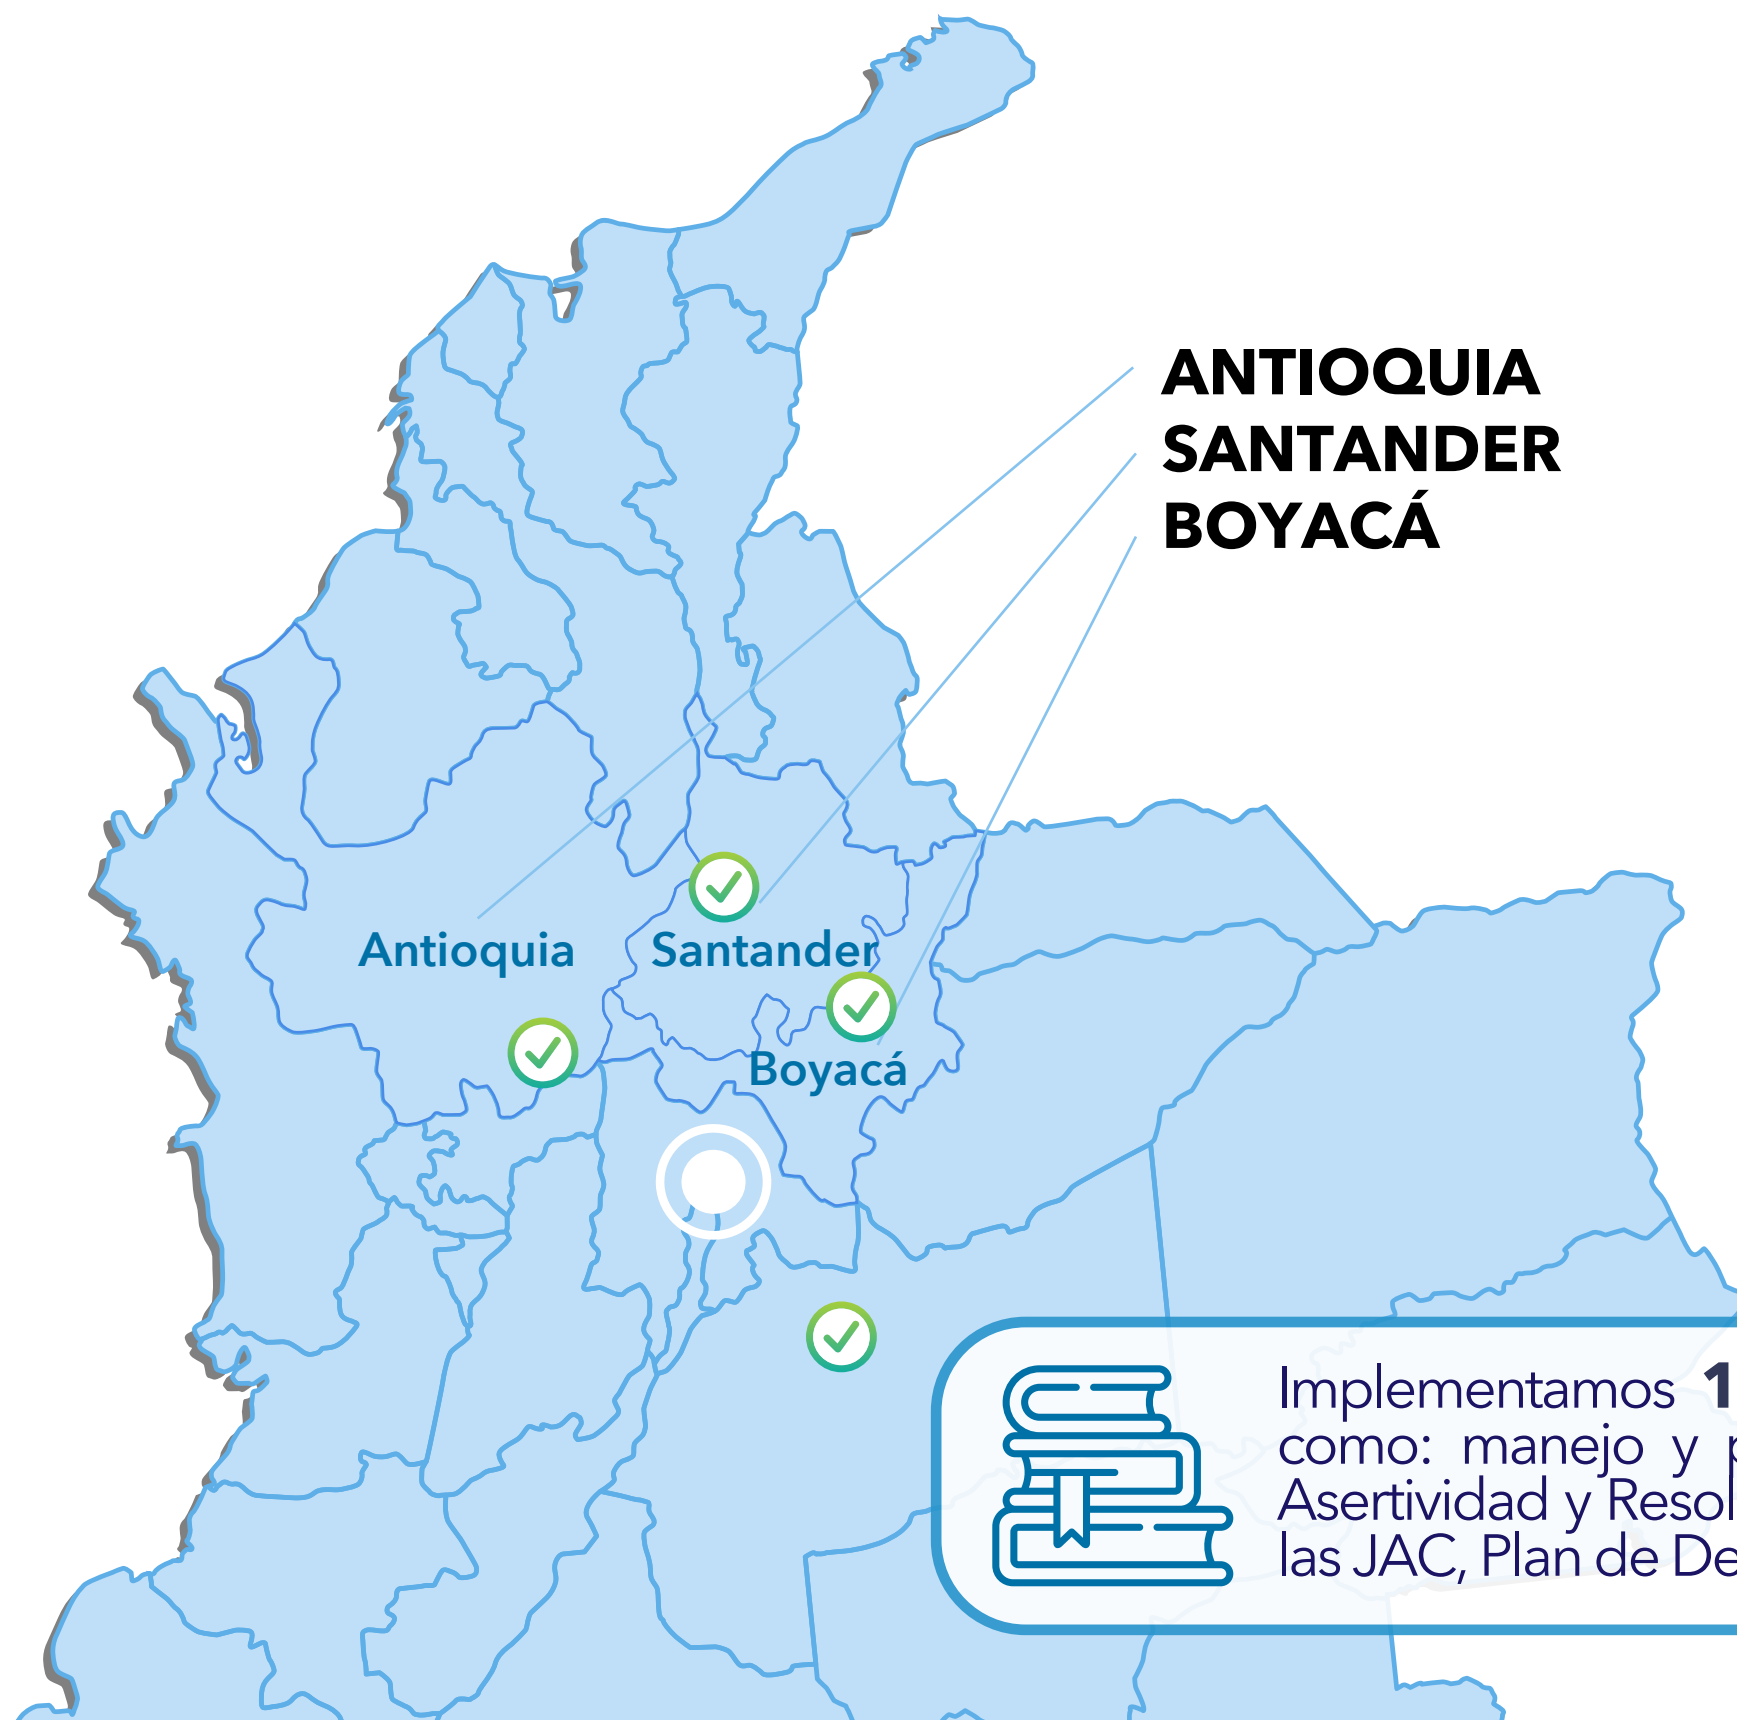 ANTIOQUIA
SANTANDER
BOYACÁ
Antioquia
Santander
Boyacá
Implementamos 1
como: manejo y p
Asertividad y Resol
las JAC, Plan de De